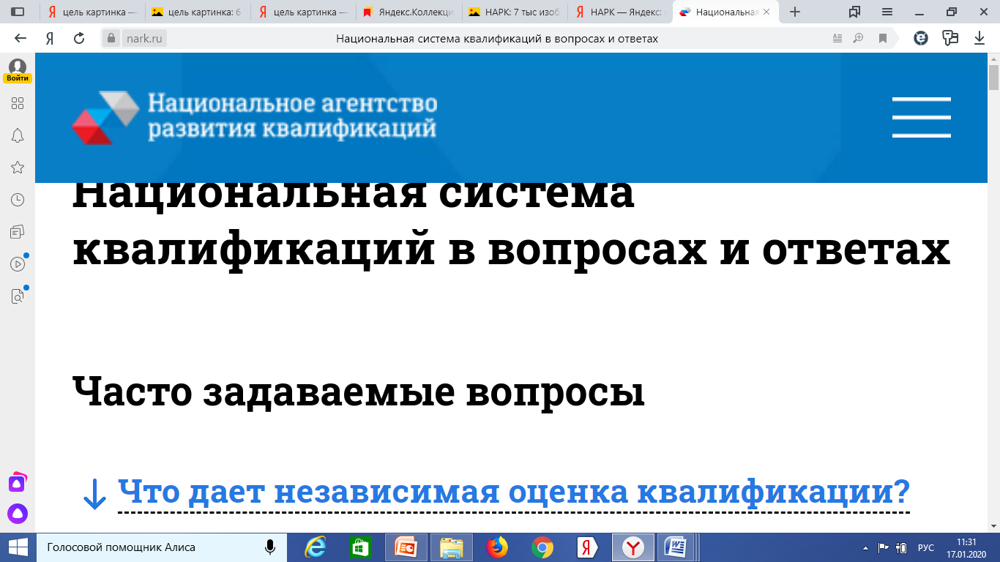 цель картинка —
цель картинка: 6
цель картинка —
Яндекс.Коллекци
НАРК: 7 тыс изоб
НАРК — Яндекс:
Национальная
nark.ru
Национальная система квалификаций в вопросах и ответах
Войти
Национальное агентство
развития квалификаций
Национальная система
квалификаций в вопросах и ответах
Часто задаваемые вопросы
Что дает независимая оценка квалификации?
Голосовой помощник Алиса
РУС
11:31
17.01.2020